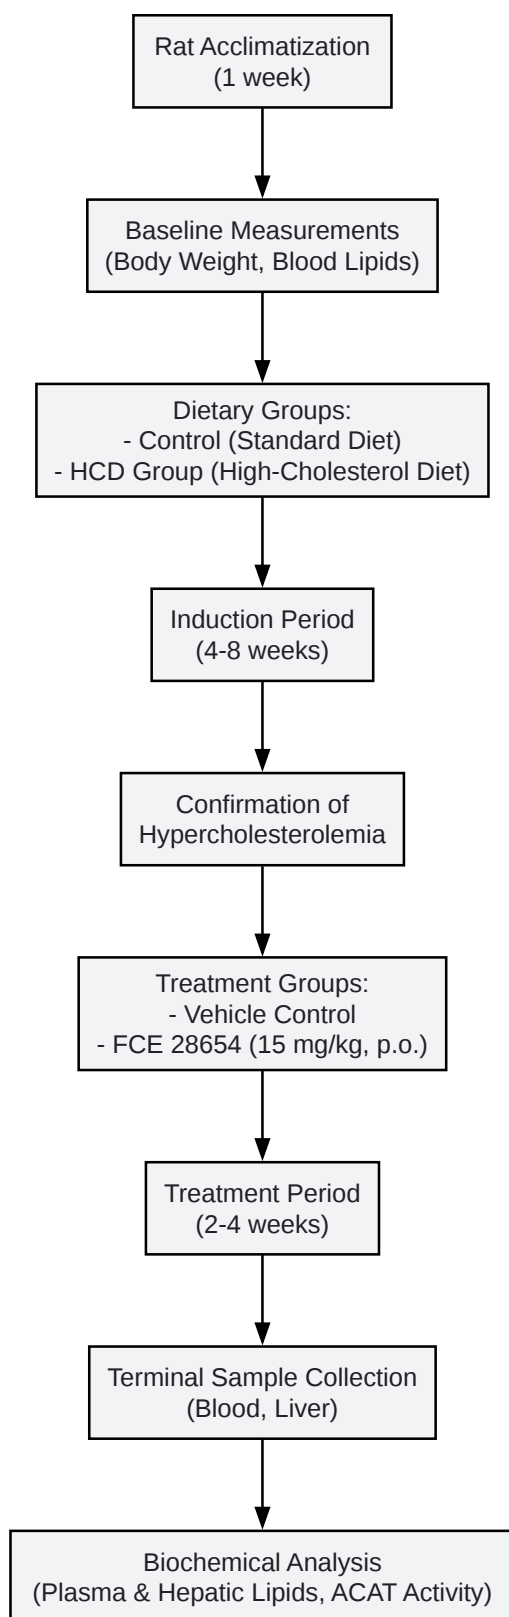 Rat Acclimatization
(1 week)
Baseline Measurements
(Body Weight, Blood Lipids)
Dietary Groups:
- Control (Standard Diet)
- HCD Group (High-Cholesterol Diet)
Induction Period
(4-8 weeks)
Confirmation of
Hypercholesterolemia
Treatment Groups:
- Vehicle Control
- FCE 28654 (15 mg/kg, p.o.)
Treatment Period
(2-4 weeks)
Terminal Sample Collection
(Blood, Liver)
Biochemical Analysis
(Plasma & Hepatic Lipids, ACAT Activity)